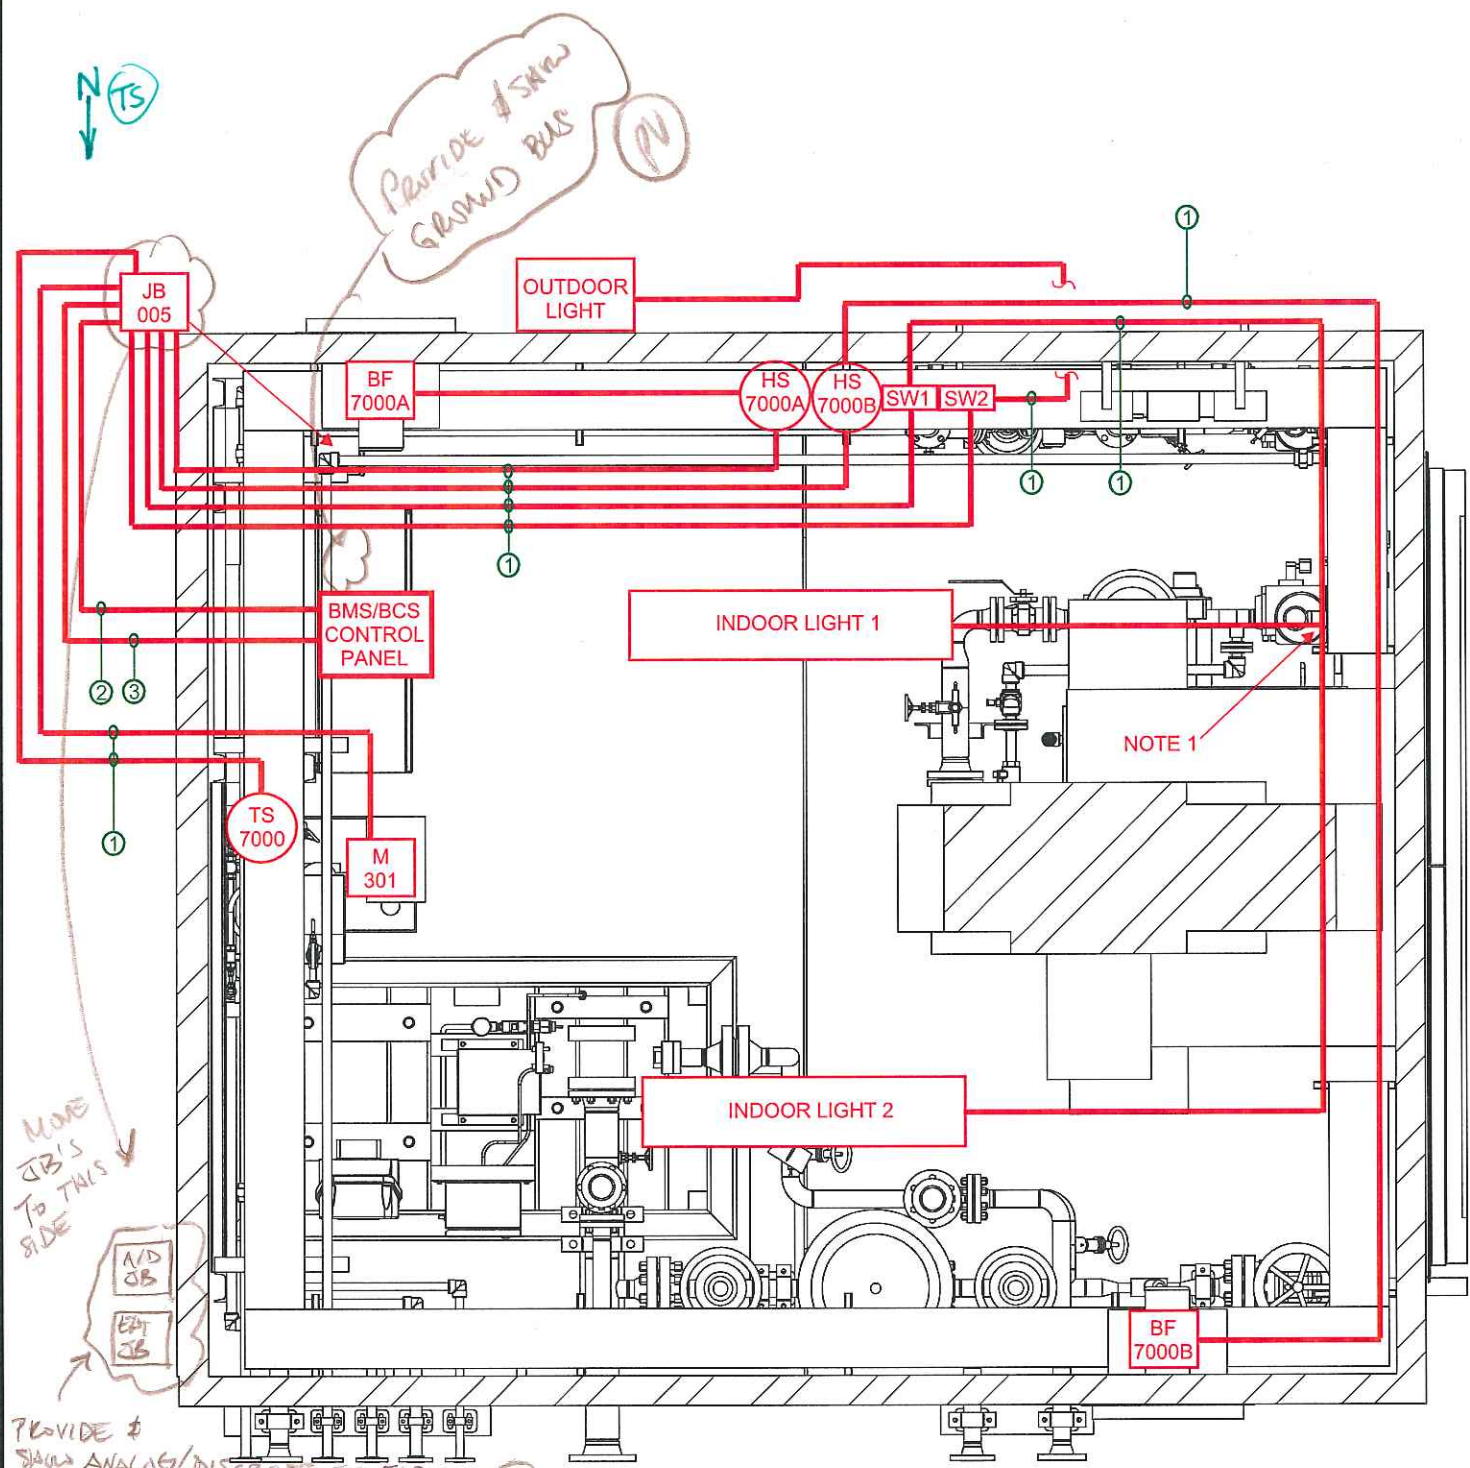 N TS
PROVIDE & SHOW
GROUND BUS
PV
1
JB
005
OUTDOOR
LIGHT
BF
7000A
HS
7000A
HS
7000B
SW1
SW2
1
1
1
BMS/BCS
CONTROL
PANEL
INDOOR LIGHT 1
2
3
NOTE 1
1
TS
7000
M
301
INDOOR LIGHT 2
MOVE
JB'S
TO THIS
SIDE
A/D
JB
JB
BF
7000B
PROVIDE &
SHOW ANALOG/